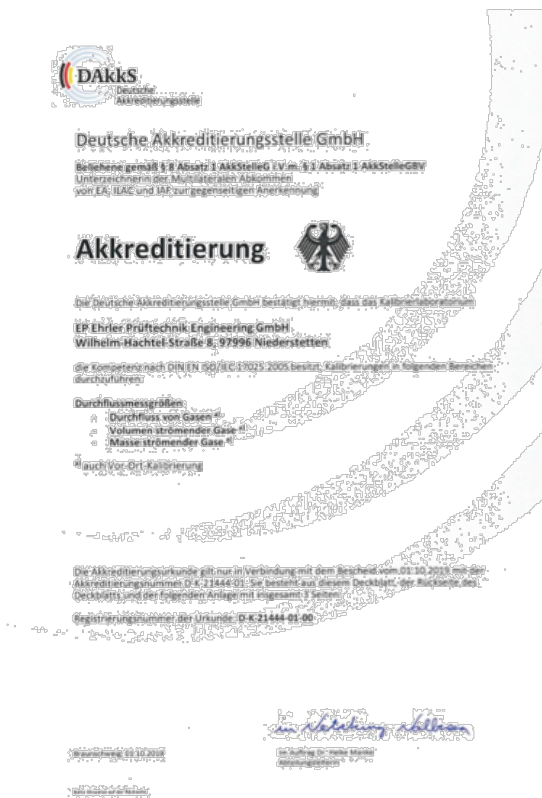 DAkkS
Deutsche
Akkreditierungsstelle
Deutsche Akkreditierungsstelle GmbH
Beliehene gemäß § 8 Absatz 1 AkkStelleG i.V.m. § 1 Absatz 1 AkkStelleGBV
Unterzeichnerin der Multilateralen Abkommen
von EA, ILAC und IAF zur gegenseitigen Anerkennung
Akkreditierung
Die Deutsche Akkreditierungsstelle GmbH bestätigt hiermit, dass das Kalibrierlaboratorium
EP Ehrler Prüftechnik Engineering GmbH
Wilhelm-Hachtel-Straße 8, 97996 Niederstetten
die Kompetenz nach DIN EN ISO/IEC 17025:2005 besitzt, Kalibrierungen in folgenden Bereichen
durchzuführen:
Durchflussmessgrößen
Durchfluss von Gasen a)
Volumen strömender Gase a)
Masse strömender Gase a)
a) auch Vor-Ort-Kalibrierung
Die Akkreditierungsurkunde gilt nur in Verbindung mit dem Bescheid vom 01.10.2019 mit der
Akkreditierungsnummer D-K-21444-01. Sie besteht aus diesem Deckblatt, der Rückseite des
Deckblatts und der folgenden Anlage mit insgesamt 3 Seiten.
Registrierungsnummer der Urkunde: D-K-21444-01-00
Braunschweig, 01.10.2019
Im Auftrag Dr. Heike Manke
Abteilungsleiterin